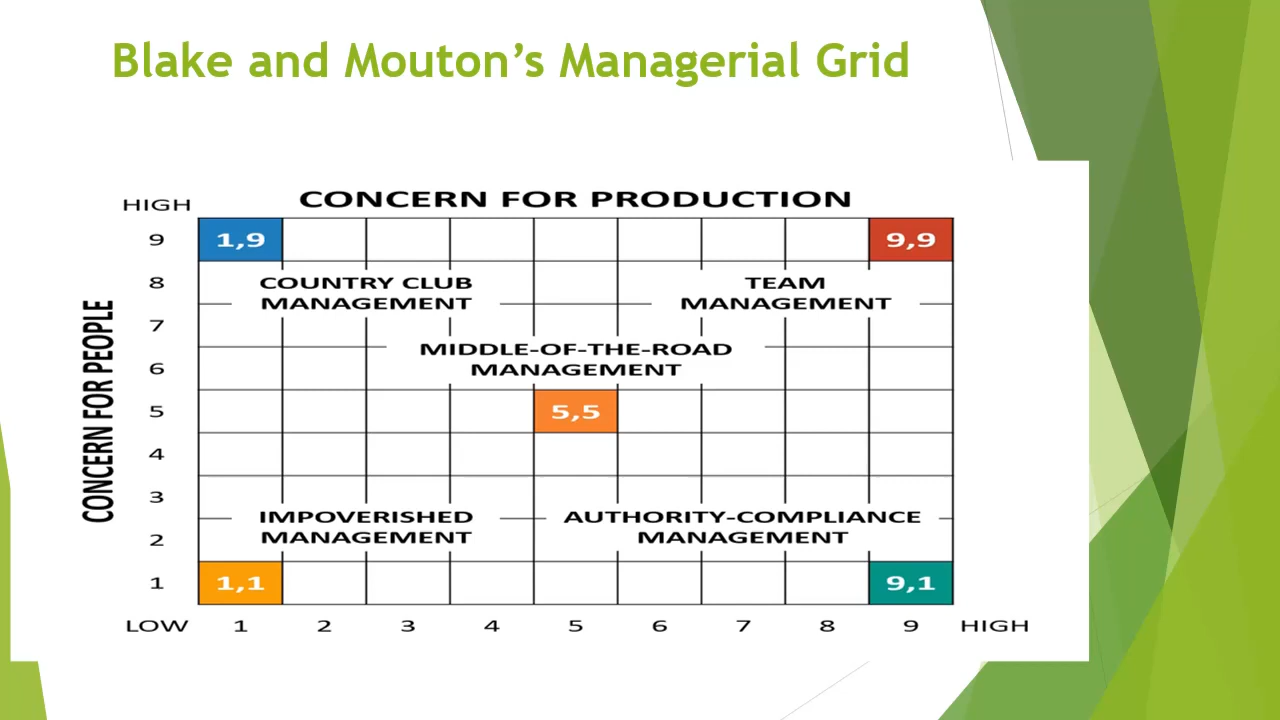 Blake and Mouton’s Managerial Grid
CONCERN FOR PRODUCTION
HIGH
9
1,9
9,9
8
COUNTRY CLUB
MANAGEMENT
TEAM
MANAGEMENT
7
MIDDLE-OF-THE-ROAD
MANAGEMENT
6
CONCERN FOR PEOPLE
5
5,5
4
3
IMPOVERISHED
MANAGEMENT
AUTHORITY-COMPLIANCE
MANAGEMENT
2
1
1,1
9,1
LOW 1 2 3 4 5 6 7 8 9 HIGH